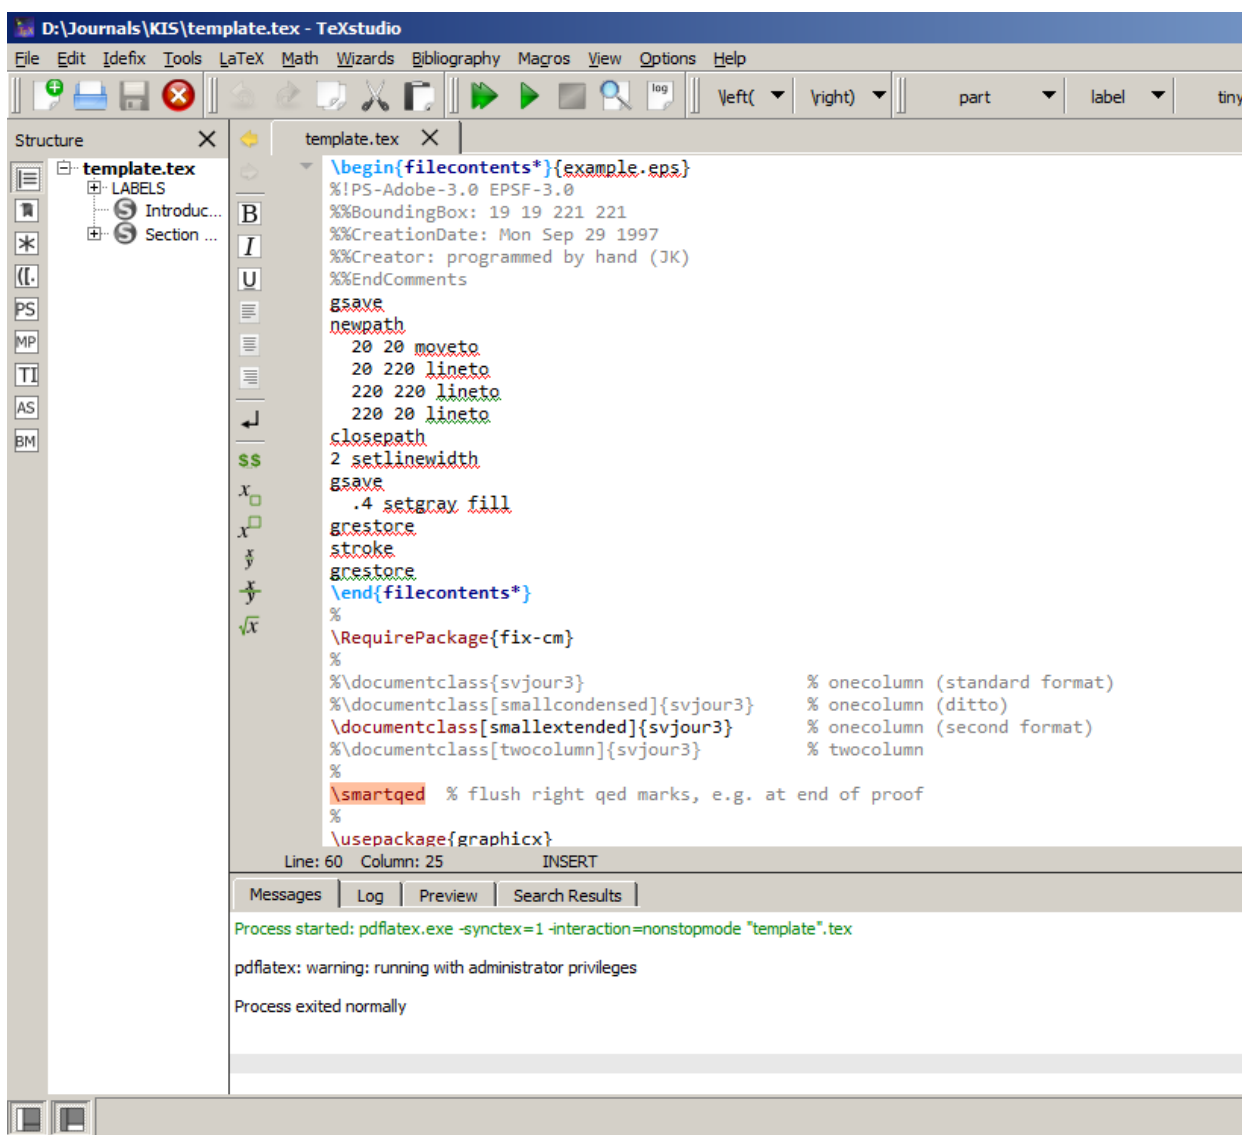 D:\Journals\KIS\template.tex - TeXstudio
File Edit Idefix Tools LaTeX Math Wizards Bibliography Macros View Options Help
log \left( \right) part label tiny
Structure
template.tex
template.tex
LABELS
Introduc...
Section ...
([.
PS
MP
TI
AS
BM
B
I
U
$$
x
x
x
y
x
y
√x
\begin{filecontents*}{example.eps}
%!PS-Adobe-3.0 EPSF-3.0
%%BoundingBox: 19 19 221 221
%%CreationDate: Mon Sep 29 1997
%%Creator: programmed by hand (JK)
%%EndComments
gsave
newpath
20 20 moveto
20 220 lineto
220 220 lineto
220 20 lineto
closepath
2 setlinewidth
gsave
.4 setgray fill
grestore
stroke
grestore
\end{filecontents*}
%
\RequirePackage{fix-cm}
%
%\documentclass{svjour3} % onecolumn (standard format)
%\documentclass[smallcondensed]{svjour3} % onecolumn (ditto)
\documentclass[smallextended]{svjour3} % onecolumn (second format)
%\documentclass[twocolumn]{svjour3} % twocolumn
%
\smartqed % flush right qed marks, e.g. at end of proof
%
\usepackage{graphicx}
Line: 60 Column: 25 INSERT
Messages Log Preview Search Results
Process started: pdflatex.exe -synctex=1 -interaction=nonstopmode "template".tex
pdflatex: warning: running with administrator privileges
Process exited normally